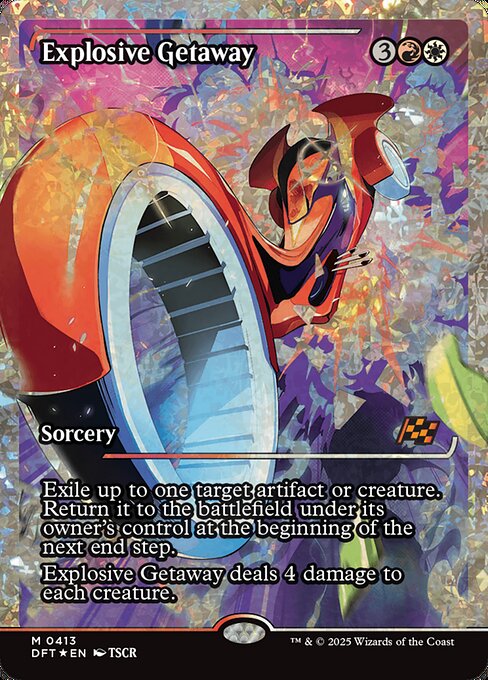 Explosive Getaway 3
Sorcery
Exile up to one target artifact or creature.
Return it to the battlefield under its
owner's control at the beginning of the
next end step.
Explosive Getaway deals 4 damage to
each creature.
M 0413
DFT★EN TSCR
™ & © 2025 Wizards of the Coast